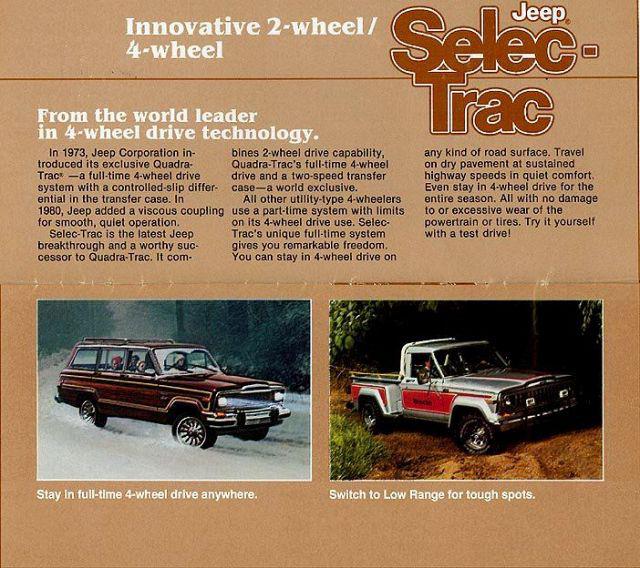 Innovative 2-wheel/
4-wheel
Jeep®
Selec-
Trac
From the world leader
in 4-wheel drive technology.
In 1973, Jeep Corporation in-
troduced its exclusive Quadra-
Trac® —a full-time 4-wheel drive
system with a controlled-slip differ-
ential in the transfer case. In
1980, Jeep added a viscous coupling
for smooth, quiet operation.
Selec-Trac is the latest Jeep
breakthrough and a worthy suc-
cessor to Quadra-Trac. It com-
bines 2-wheel drive capability,
Quadra-Trac's full-time 4-wheel
drive and a two-speed transfer
case—a world exclusive.
All other utility-type 4-wheelers
use a part-time system with limits
on its 4-wheel drive use. Selec-
Trac's unique full-time system
gives you remarkable freedom.
You can stay in 4-wheel drive on
any kind of road surface. Travel
on dry pavement at sustained
highway speeds in quiet comfort.
Even stay in 4-wheel drive for the
entire season. All with no damage
to or excessive wear of the
powertrain or tires. Try it yourself
with a test drive!
Stay in full-time 4-wheel drive anywhere.
Switch to Low Range for tough spots.